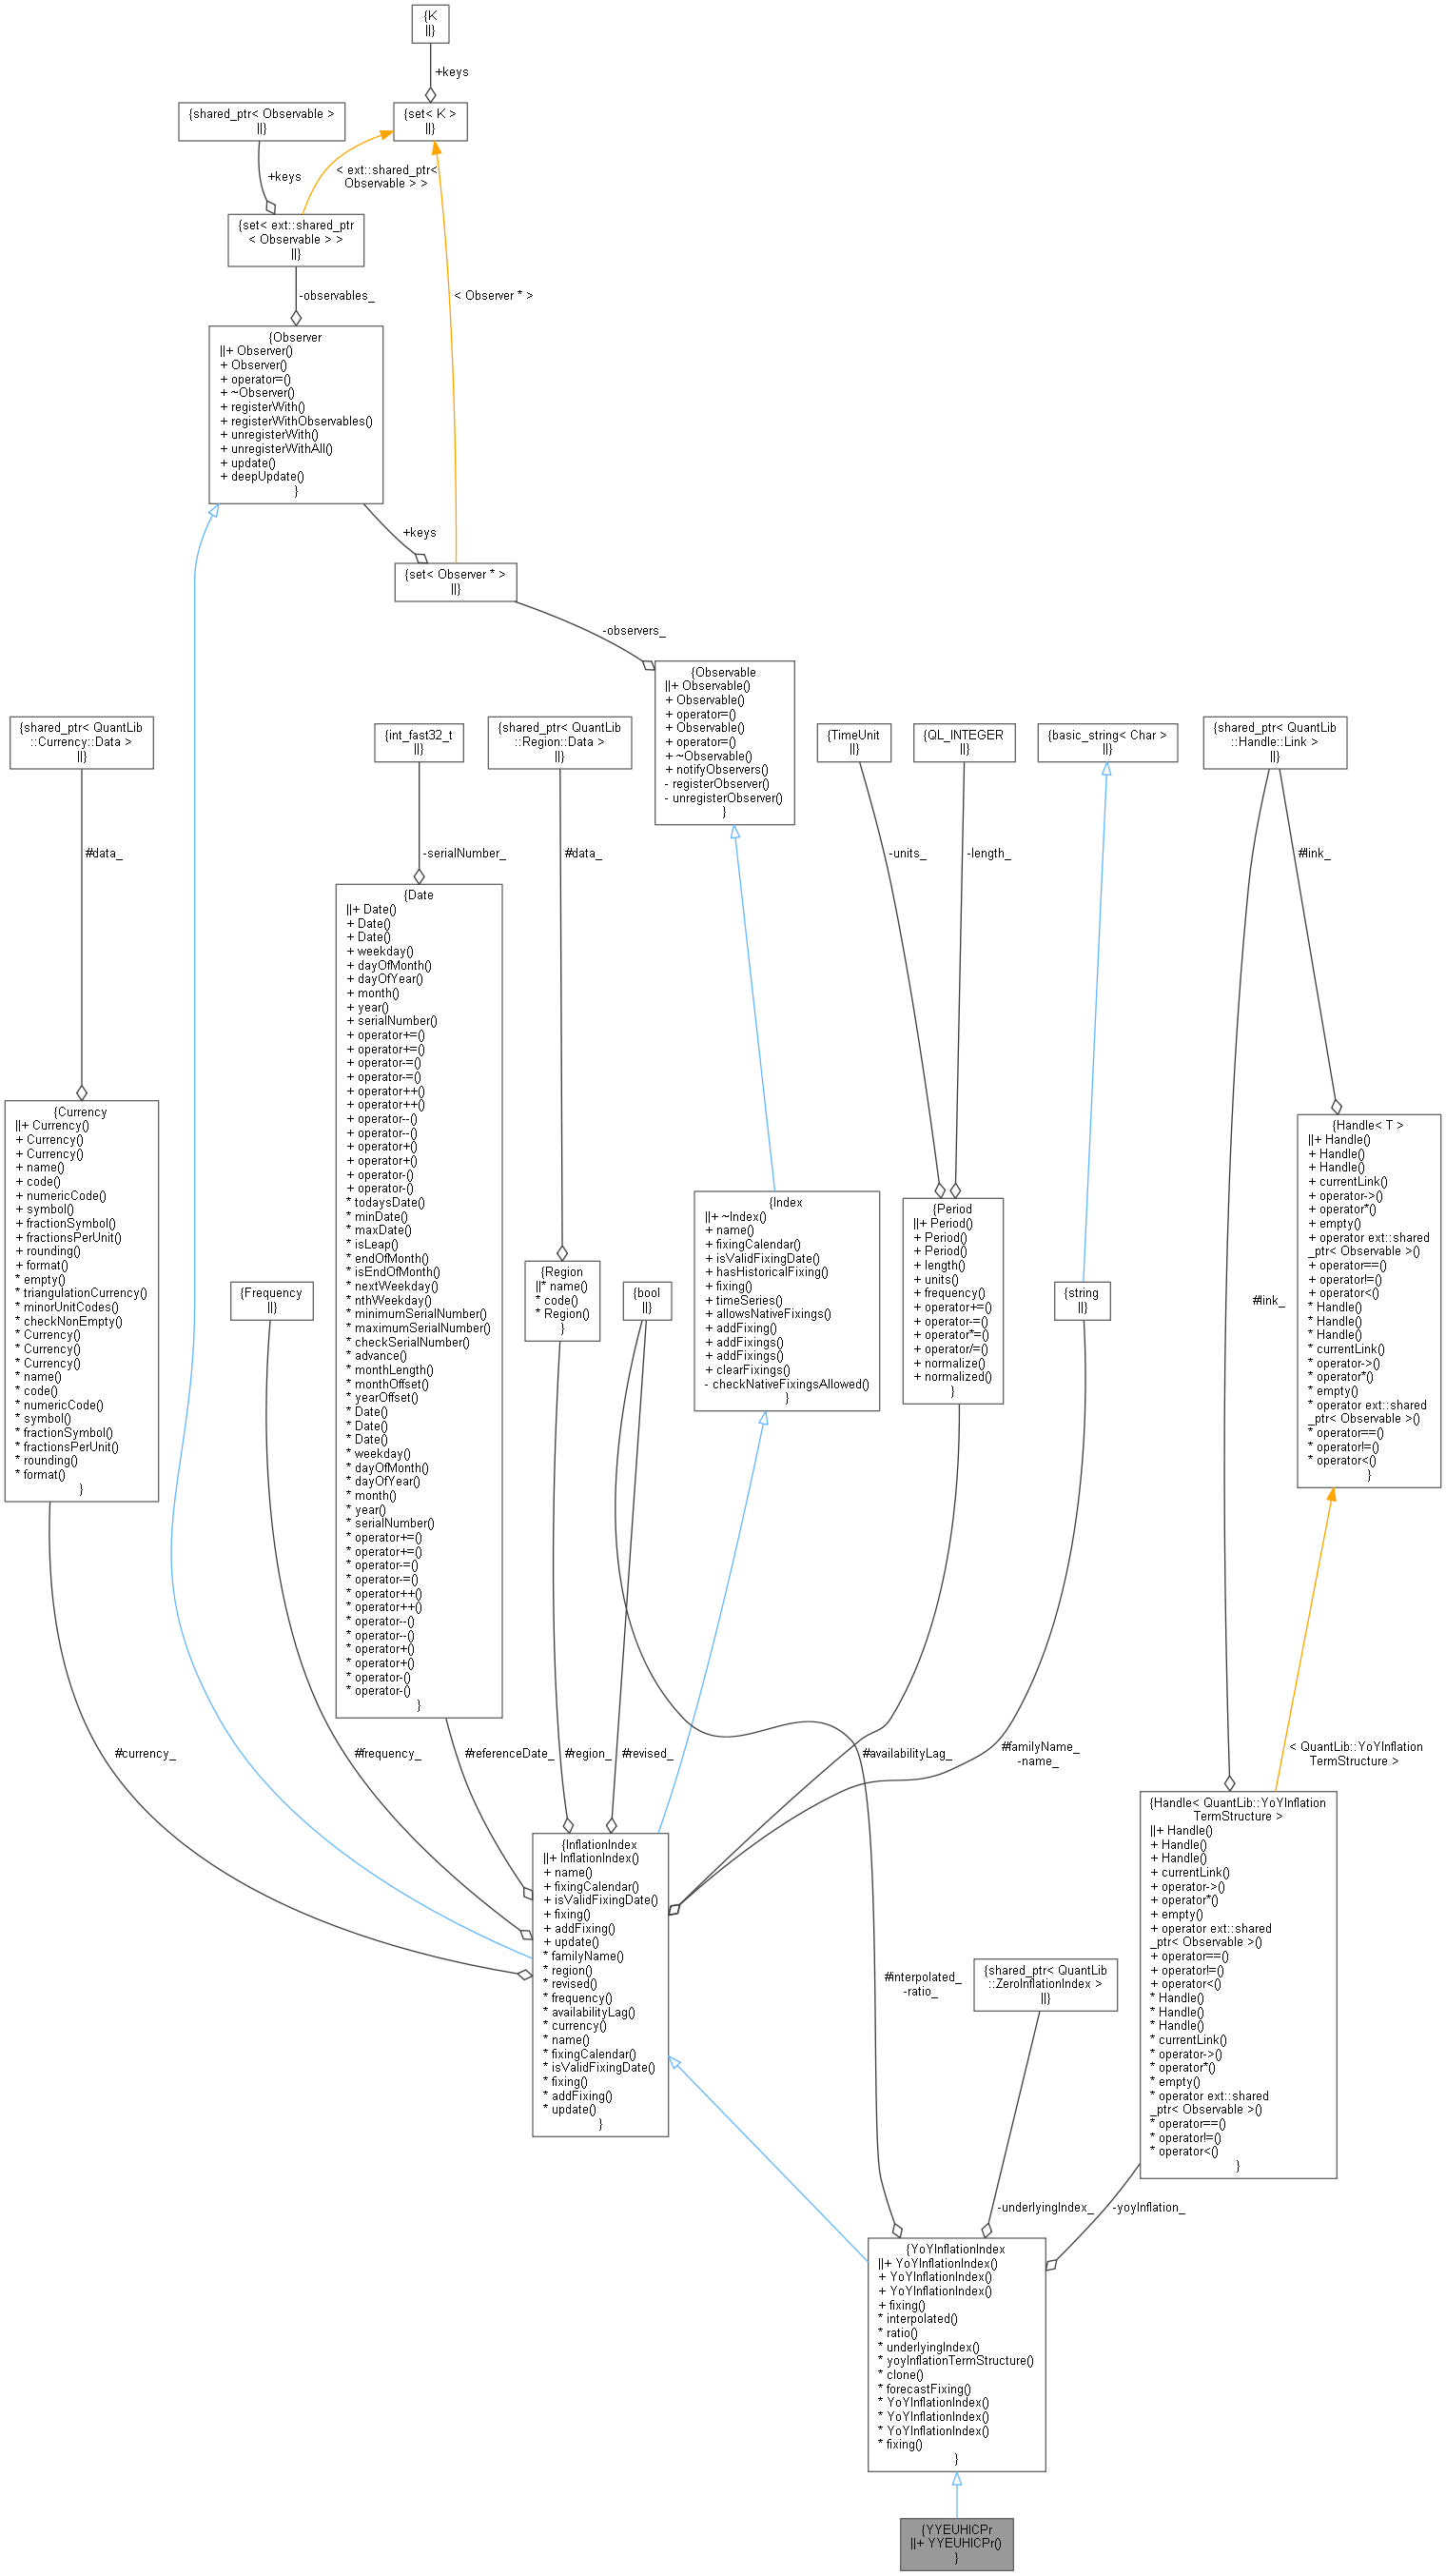 {K
||}
+keys
{shared_ptr< Observable >
||}
{set< K >
||}
+keys
< ext::shared_ptr<
Observable > >
{set< ext::shared_ptr
< Observable > >
||}
-observables_
< Observer * >
{Observer
||+ Observer()
+ Observer()
+ operator=()
+ ~Observer()
+ registerWith()
+ registerWithObservables()
+ unregisterWith()
+ unregisterWithAll()
+ update()
+ deepUpdate()
}
+keys
{set< Observer * >
||}
-observers_
{Observable
||+ Observable()
+ Observable()
+ operator=()
+ Observable()
+ operator=()
+ ~Observable()
+ notifyObservers()
- registerObserver()
- unregisterObserver()
}
{shared_ptr< QuantLib
::Currency::Data >
||}
{int_fast32_t
||}
{shared_ptr< QuantLib
::Region::Data >
||}
{TimeUnit
||}
{QL_INTEGER
||}
{basic_string< Char >
||}
{shared_ptr< QuantLib
::Handle::Link >
||}
#data_
-serialNumber_
#data_
-units_
-length_
#link_
{Date
||+ Date()
+ Date()
+ Date()
+ weekday()
+ dayOfMonth()
+ dayOfYear()
+ month()
+ year()
+ serialNumber()
+ operator+=()
+ operator+=()
+ operator-=()
+ operator-=()
+ operator++()
+ operator++()
+ operator--()
+ operator--()
+ operator+()
+ operator+()
+ operator-()
+ operator-()
* todaysDate()
* minDate()
* maxDate()
* isLeap()
* endOfMonth()
* isEndOfMonth()
* nextWeekday()
* nthWeekday()
* minimumSerialNumber()
* maximumSerialNumber()
* checkSerialNumber()
* advance()
* monthLength()
* monthOffset()
* yearOffset()
* Date()
* Date()
* Date()
* weekday()
* dayOfMonth()
* dayOfYear()
* month()
* year()
* serialNumber()
* operator+=()
* operator+=()
* operator-=()
* operator-=()
* operator++()
* operator++()
* operator--()
* operator--()
* operator+()
* operator+()
* operator-()
* operator-()
}
{Currency
||+ Currency()
+ Currency()
+ Currency()
+ name()
+ code()
+ numericCode()
+ symbol()
+ fractionSymbol()
+ fractionsPerUnit()
+ rounding()
+ format()
* empty()
* triangulationCurrency()
* minorUnitCodes()
* checkNonEmpty()
* Currency()
* Currency()
* Currency()
* name()
* code()
* numericCode()
* symbol()
* fractionSymbol()
* fractionsPerUnit()
* rounding()
* format()
}
{Handle< T >
||+ Handle()
+ Handle()
+ Handle()
+ currentLink()
+ operator->()
+ operator*()
+ empty()
+ operator ext::shared
_ptr< Observable >()
+ operator==()
+ operator!=()
+ operator<()
* Handle()
* Handle()
* Handle()
* currentLink()
* operator->()
* operator*()
* empty()
* operator ext::shared
_ptr< Observable >()
* operator==()
* operator!=()
* operator<()
}
{Index
||+ ~Index()
+ name()
+ fixingCalendar()
+ isValidFixingDate()
+ hasHistoricalFixing()
+ fixing()
+ timeSeries()
+ allowsNativeFixings()
+ addFixing()
+ addFixings()
+ addFixings()
+ clearFixings()
- checkNativeFixingsAllowed()
}
{Period
||+ Period()
+ Period()
+ Period()
+ length()
+ units()
+ frequency()
+ operator+=()
+ operator-=()
+ operator*=()
+ operator/=()
+ normalize()
+ normalized()
}
{Frequency
||}
{Region
||* name()
* code()
* Region()
}
{bool
||}
{string
||}
#link_
#currency_
#frequency_
#referenceDate_
#region_
#revised_
#availabilityLag_
#familyName_
-name_
< QuantLib::YoYInflation
TermStructure >
{InflationIndex
||+ InflationIndex()
+ name()
+ fixingCalendar()
+ isValidFixingDate()
+ fixing()
+ addFixing()
+ update()
* familyName()
* region()
* revised()
* frequency()
* availabilityLag()
* currency()
* name()
* fixingCalendar()
* isValidFixingDate()
* fixing()
* addFixing()
* update()
}
#interpolated_
-ratio_
{shared_ptr< QuantLib
::ZeroInflationIndex >
||}
{Handle< QuantLib::YoYInflation
TermStructure >
||+ Handle()
+ Handle()
+ Handle()
+ currentLink()
+ operator->()
+ operator*()
+ empty()
+ operator ext::shared
_ptr< Observable >()
+ operator==()
+ operator!=()
+ operator<()
* Handle()
* Handle()
* Handle()
* currentLink()
* operator->()
* operator*()
* empty()
* operator ext::shared
_ptr< Observable >()
* operator==()
* operator!=()
* operator<()
}
-underlyingIndex_
-yoyInflation_
{YoYInflationIndex
||+ YoYInflationIndex()
+ YoYInflationIndex()
+ YoYInflationIndex()
+ fixing()
* interpolated()
* ratio()
* underlyingIndex()
* yoyInflationTermStructure()
* clone()
* forecastFixing()
* YoYInflationIndex()
* YoYInflationIndex()
* YoYInflationIndex()
* fixing()
}
{YYEUHICPr
||+ YYEUHICPr()
}